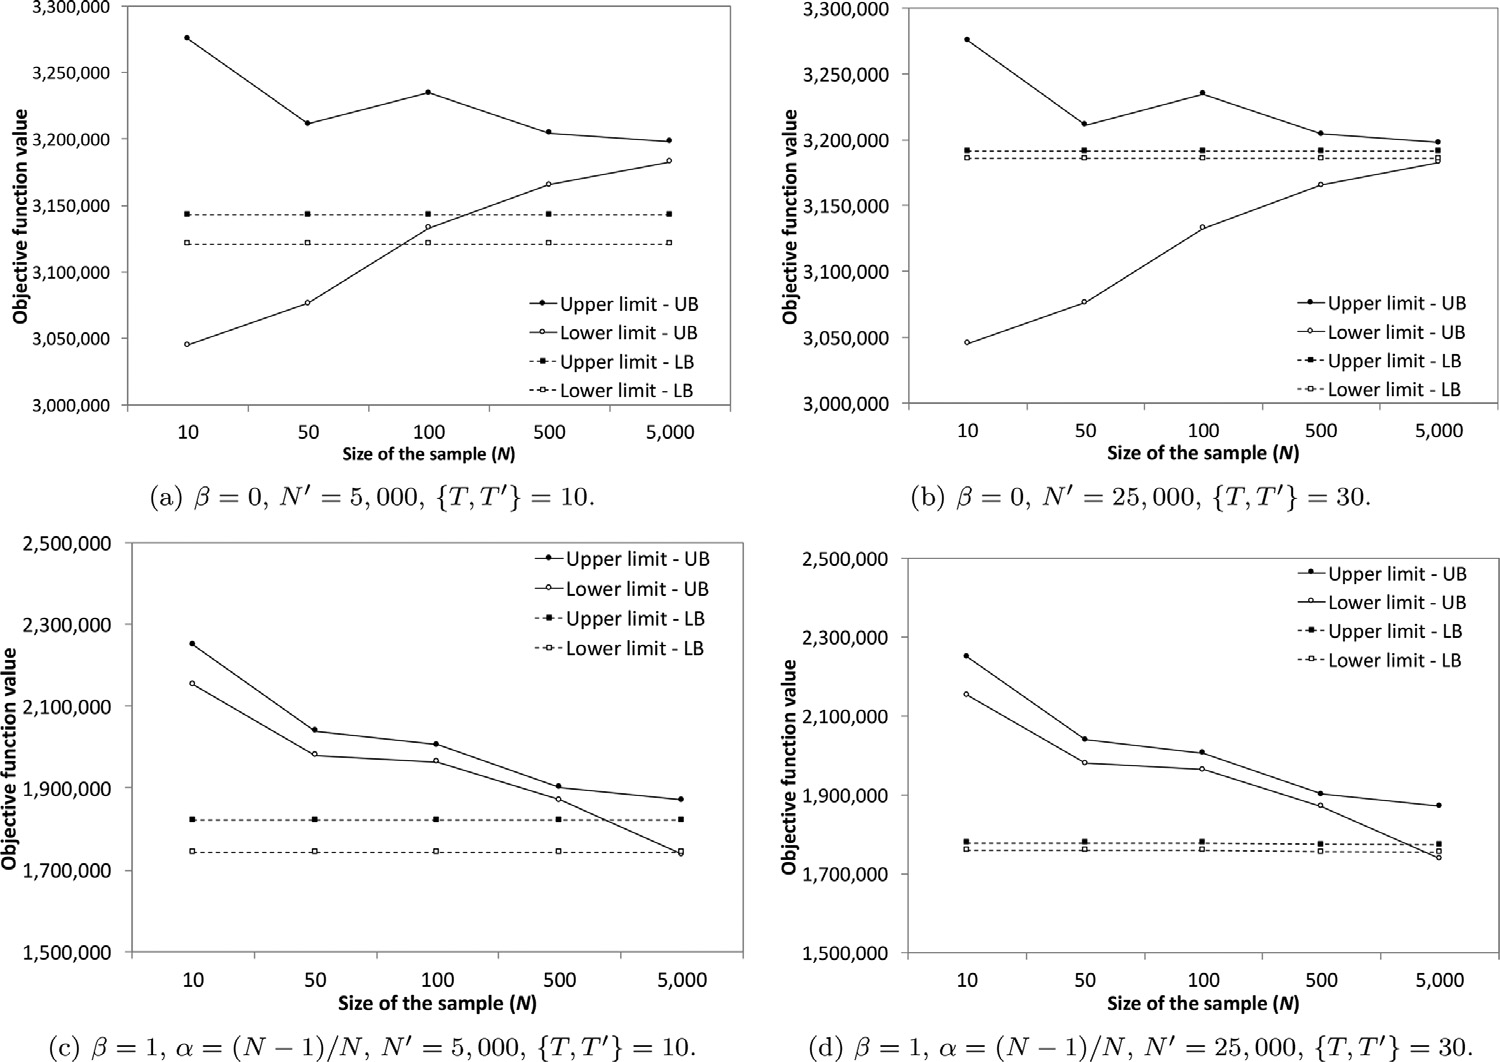 3,300,000
3,250,000
3,200,000
3,150,000
3,100,000
3,050,000
3,000,000
Objective function value
Upper limit - UB
Lower limit - UB
Upper limit - LB
Lower limit - LB
10 50 100 500 5,000
Size of the sample (N)
(a) β = 0, N′ = 5,000, {T, T′} = 10.
3,300,000
3,250,000
3,200,000
3,150,000
3,100,000
3,050,000
3,000,000
Objective function value
Upper limit - UB
Lower limit - UB
Upper limit - LB
Lower limit - LB
10 50 100 500 5,000
Size of the sample (N)
(b) β = 0, N′ = 25,000, {T, T′} = 30.
2,500,000
2,300,000
2,100,000
1,900,000
1,700,000
1,500,000
Objective function value
Upper limit - UB
Lower limit - UB
Upper limit - LB
Lower limit - LB
10 50 100 500 5,000
Size of the sample (N)
(c) β = 1, α = (N − 1)/N, N′ = 5,000, {T, T′} = 10.
2,500,000
2,300,000
2,100,000
1,900,000
1,700,000
1,500,000
Objective function value
Upper limit - UB
Lower limit - UB
Upper limit - LB
Lower limit - LB
10 50 100 500 5,000
Size of the sample (N)
(d) β = 1, α = (N − 1)/N, N′ = 25,000, {T, T′} = 30.